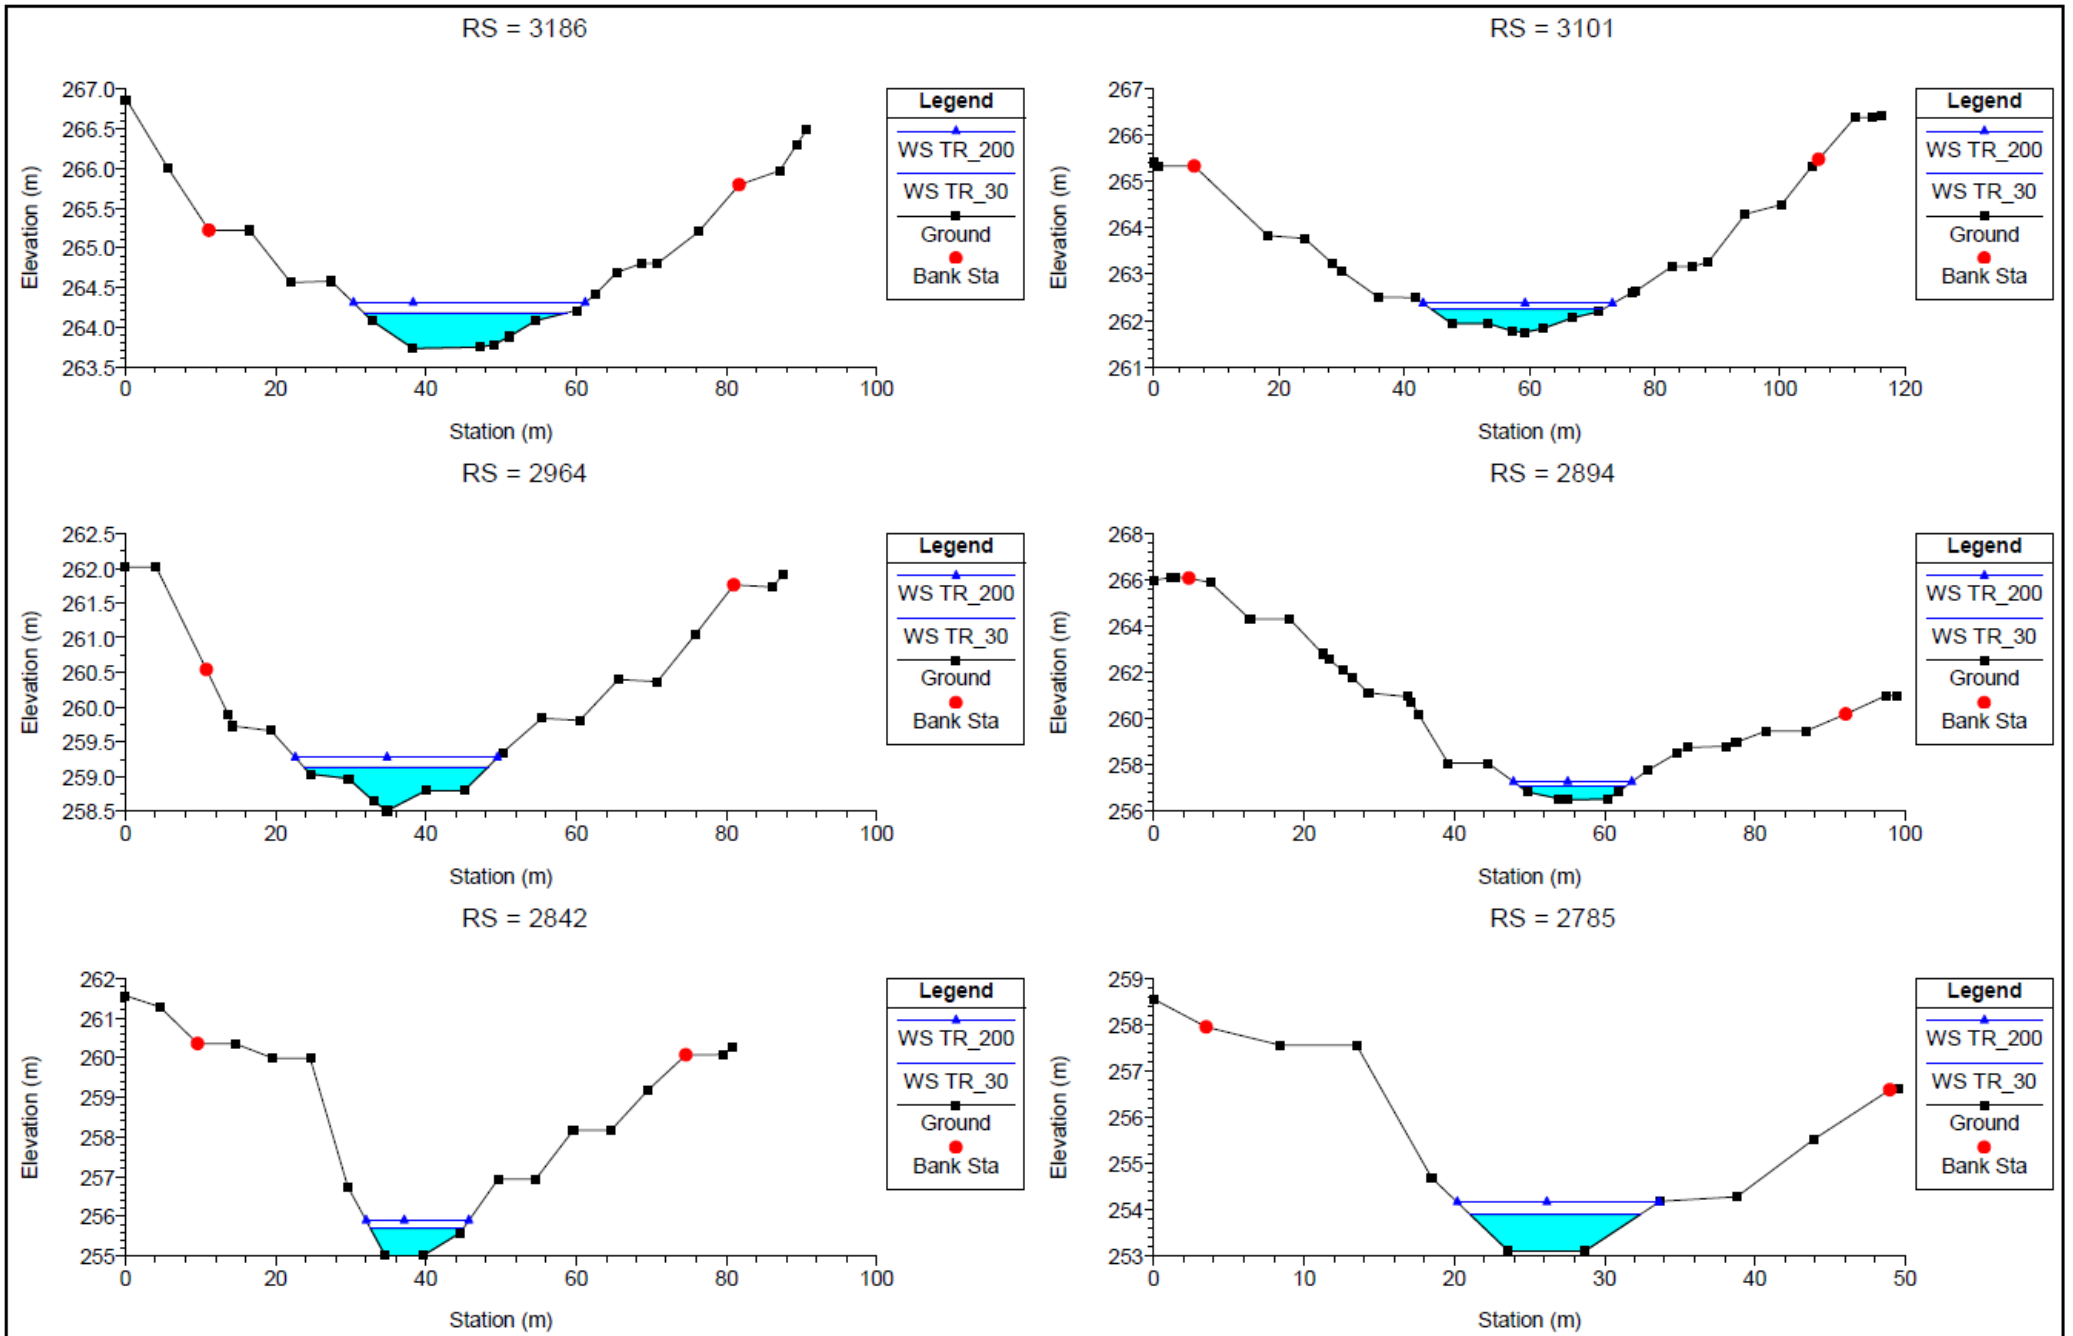 RS = 3186
267.0
266.5
266.0
265.5
265.0
264.5
264.0
263.5
Elevation (m)
0 20 40 60 80 100
Station (m)
Legend
WS TR_200
WS TR_30
Ground
Bank Sta
RS = 3101
267
266
265
264
263
262
261
Elevation (m)
0 20 40 60 80 100 120
Station (m)
Legend
WS TR_200
WS TR_30
Ground
Bank Sta
RS = 2964
262.5
262.0
261.5
261.0
260.5
260.0
259.5
259.0
258.5
Elevation (m)
0 20 40 60 80 100
Station (m)
Legend
WS TR_200
WS TR_30
Ground
Bank Sta
RS = 2894
268
266
264
262
260
258
256
Elevation (m)
0 20 40 60 80 100
Station (m)
Legend
WS TR_200
WS TR_30
Ground
Bank Sta
RS = 2842
262
261
260
259
258
257
256
255
Elevation (m)
0 20 40 60 80 100
Station (m)
Legend
WS TR_200
WS TR_30
Ground
Bank Sta
RS = 2785
259
258
257
256
255
254
253
Elevation (m)
0 10 20 30 40 50
Station (m)
Legend
WS TR_200
WS TR_30
Ground
Bank Sta